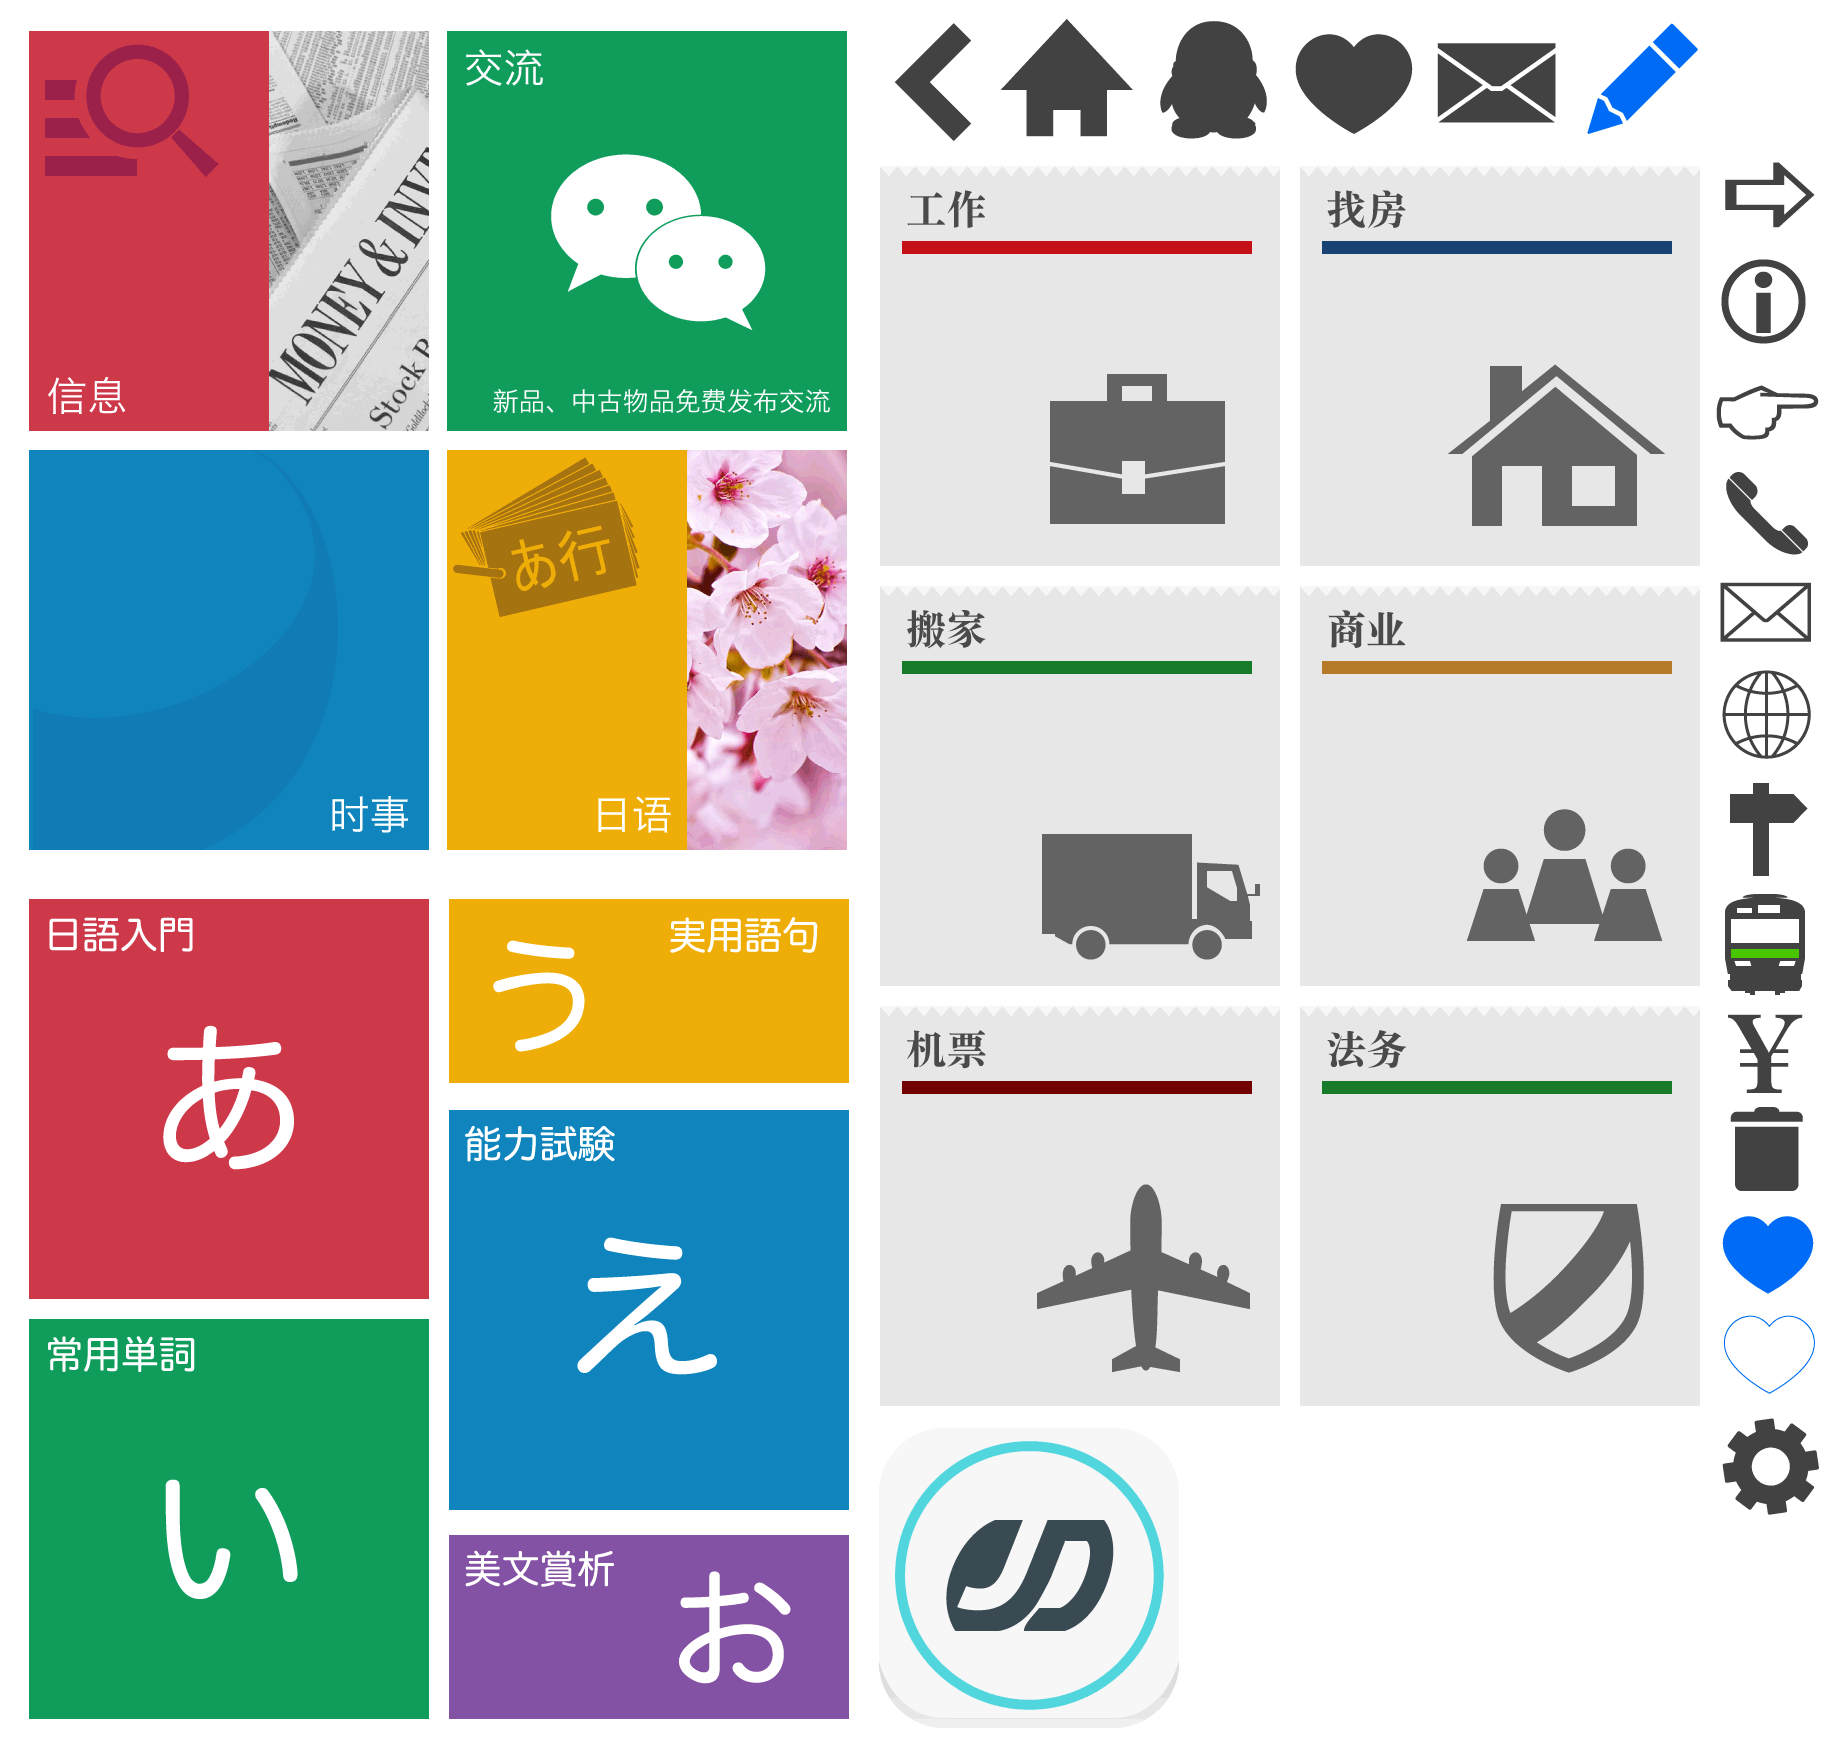 信息
MONEY & INV
Stock
交流
新品、中古物品免费发布交流
时事
あ行
日语
日語入門
あ
実用語句
う
能力試験
え
常用単詞
い
美文賞析
お
工作
找房
搬家
商业
机票
法务
¥